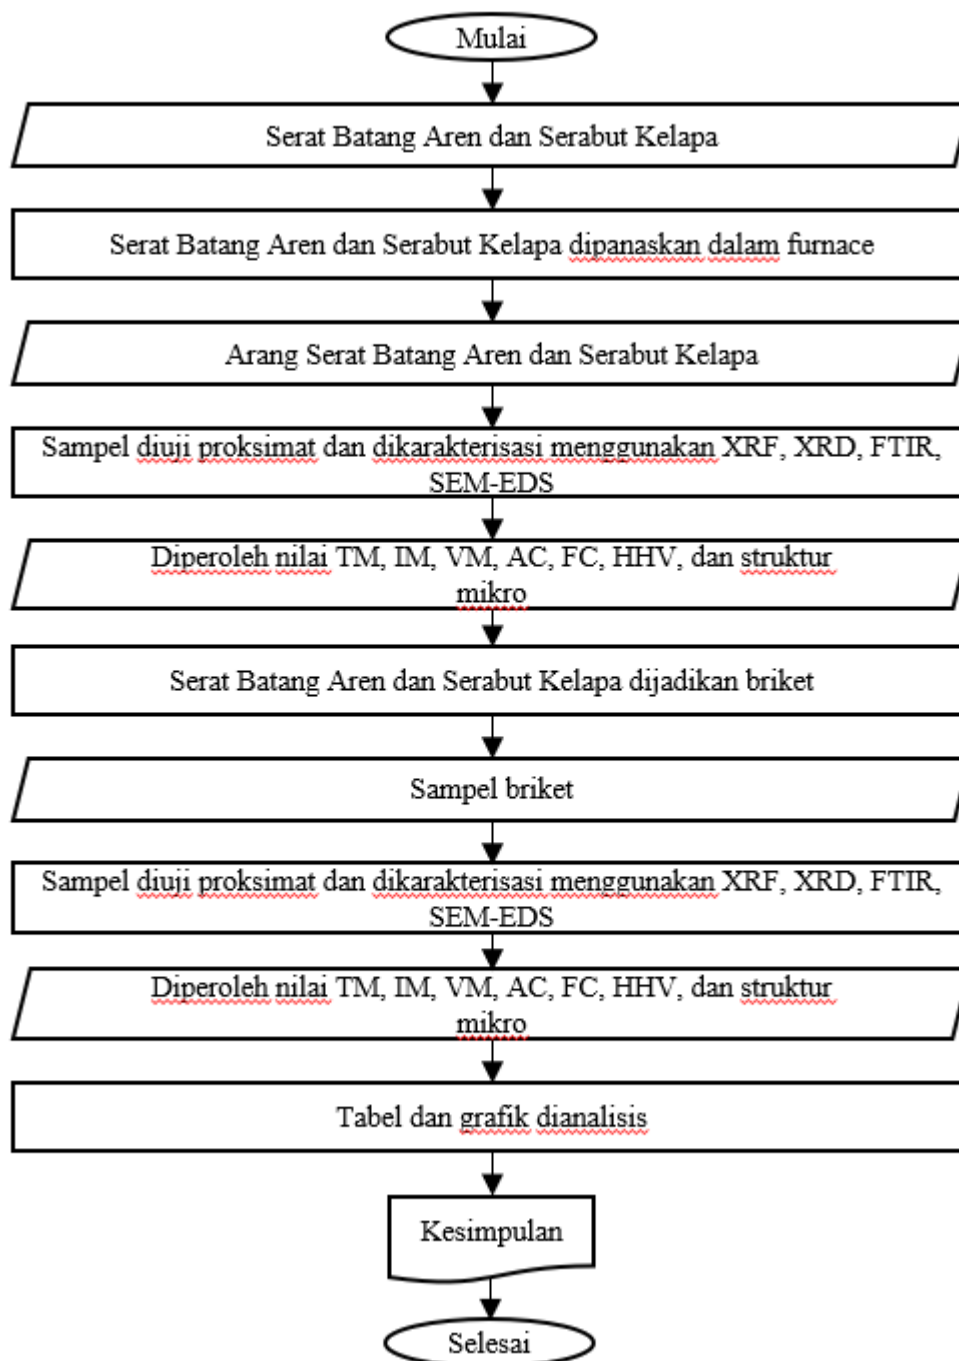 Mulai
Serat Batang Aren dan Serabut Kelapa
Serat Batang Aren dan Serabut Kelapa dipanaskan dalam furnace
Arang Serat Batang Aren dan Serabut Kelapa
Sampel diuji proksimat dan dikarakterisasi menggunakan XRF, XRD, FTIR,
SEM-EDS
Diperoleh nilai TM, IM, VM, AC, FC, HHV, dan struktur
mikro
Serat Batang Aren dan Serabut Kelapa dijadikan briket
Sampel briket
Sampel diuji proksimat dan dikarakterisasi menggunakan XRF, XRD, FTIR,
SEM-EDS
Diperoleh nilai TM, IM, VM, AC, FC, HHV, dan struktur
mikro
Tabel dan grafik dianalisis
Kesimpulan
Selesai